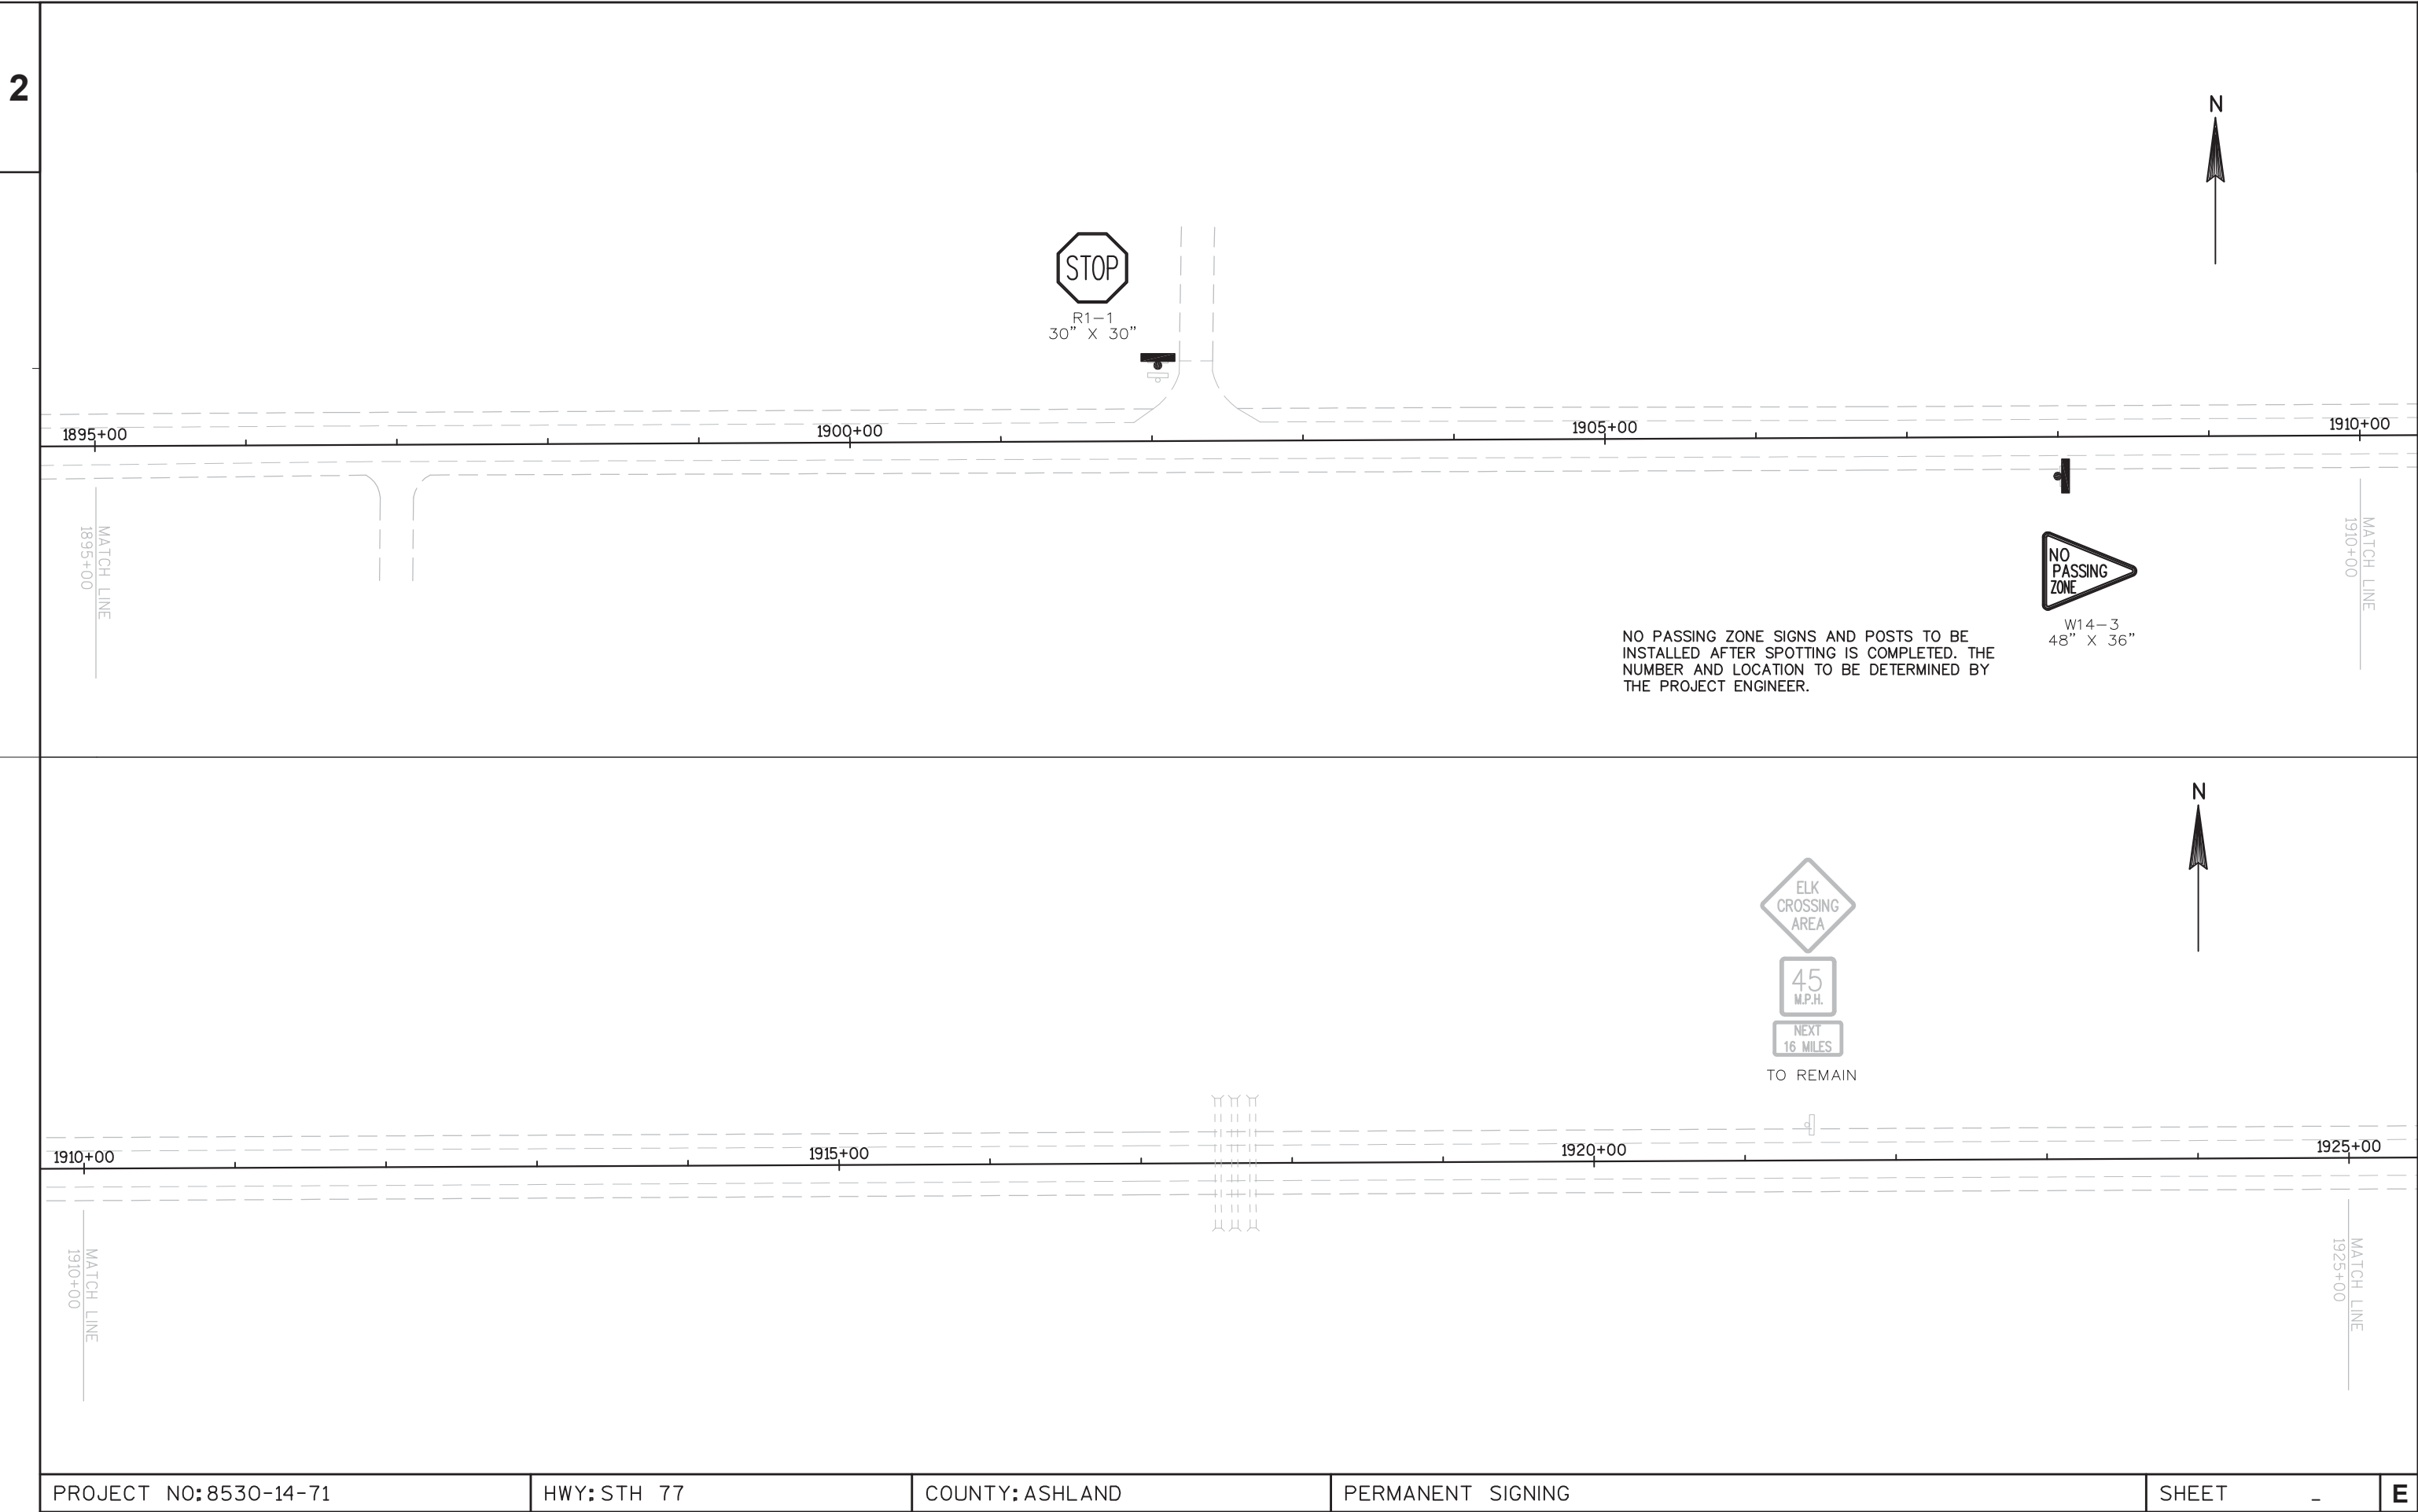 2
N
STOP
R1-1
30" X 30"
1895+00
1900+00
1905+00
1910+00
MATCH LINE
1895+00
MATCH LINE
1910+00
NO
PASSING
ZONE
W14-3
48" X 36"
NO PASSING ZONE SIGNS AND POSTS TO BE
INSTALLED AFTER SPOTTING IS COMPLETED. THE
NUMBER AND LOCATION TO BE DETERMINED BY
THE PROJECT ENGINEER.
N
ELK
CROSSING
AREA
45
M.P.H.
NEXT
16 MILES
TO REMAIN
1910+00
1915+00
1920+00
1925+00
MATCH LINE
1910+00
MATCH LINE
1925+00
PROJECT NO:8530-14-71
HWY:STH 77
COUNTY:ASHLAND
PERMANENT SIGNING
SHEET _
E